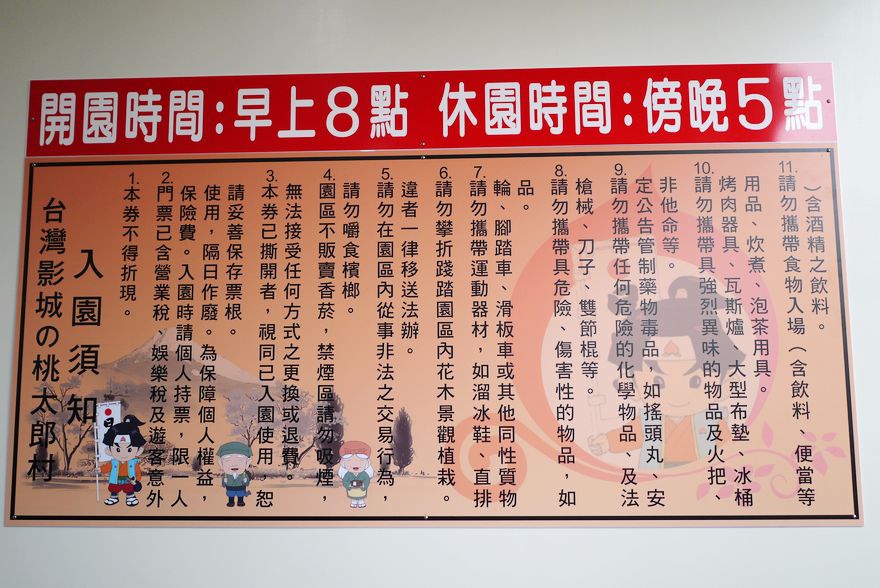 開園時間：早上8點 休園時間：傍晚5點
台灣影城の桃太郎村
入園須知
1.本券不得折現。
2.門票已含營業稅、娛樂稅及遊客意外
保險費。入園時請個人持票，限一人
使用，隔日作廢。為保障個人權益，
請妥善保存票根。
3.本券已撕開者，視同已入園使用，恕
無法接受任何方式之更換或退費。
4.園區不販賣香菸，禁煙區請勿吸煙，
請勿嚼食檳榔。
5.請勿在園區內從事非法之交易行為，
違者一律移送法辦。
6.請勿攀折踐踏園區內花木景觀植栽。
7.請勿攜帶運動器材，如溜冰鞋、直排
輪、腳踏車、滑板車或其他同性質物
品。
8.請勿攜帶具危險、傷害性的物品，如
槍械、刀子、雙節棍等。
9.請勿攜帶任何危險的化學物品、及法
定公告管制藥物毒品，如搖頭丸、安
非他命等。
10.請勿攜帶具強烈異味的物品及火把、
烤肉器具、瓦斯爐、大型布墊、冰桶
用品、炊煮、泡茶用具。
11.請勿攜帶食物入場（含飲料、便當等
）含酒精之飲料。